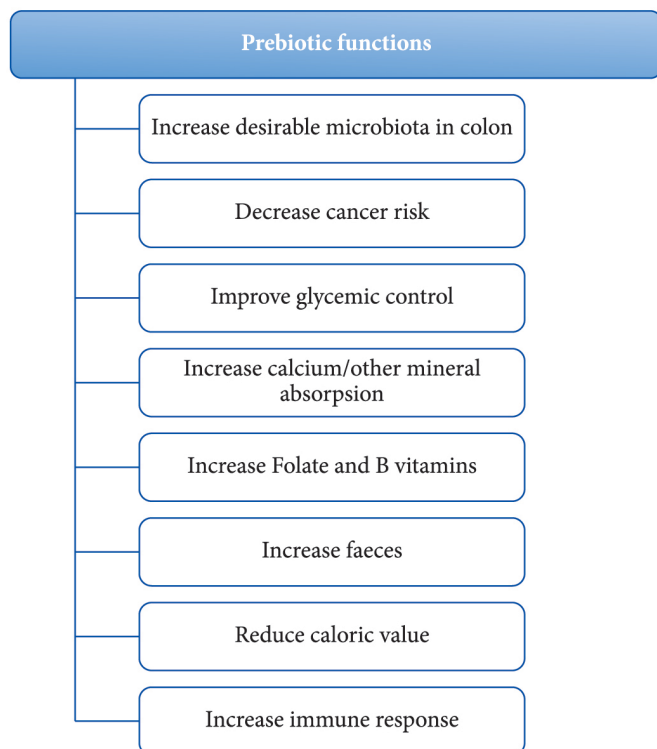 Prebiotic functions
Increase desirable microbiota in colon
Decrease cancer risk
Improve glycemic control
Increase calcium/other mineral
absorpsion
Increase Folate and B vitamins
Increase faeces
Reduce caloric value
Increase immune response